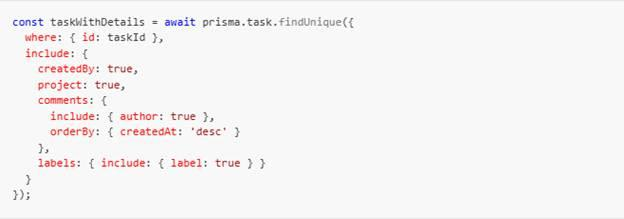 const taskWithDetails = await prisma.task.findUnique({
  where: { id: taskId },
  include: {
    createdBy: true,
    project: true,
    comments: {
      include: { author: true },
      orderBy: { createdAt: 'desc' }
    },
    labels: { include: { label: true } }
  }
});